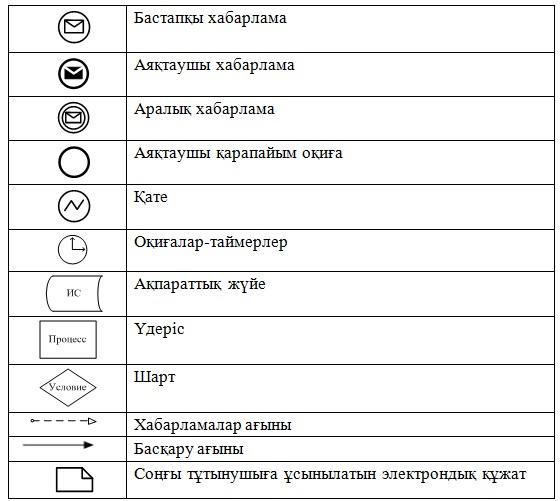 Бастапқы хабарлама
Аяқтаушы хабарлама
Аралық хабарлама
Аяқтаушы қарапайым оқиға
Қате
Оқиғалар-таймерлер
ИС
Ақпараттық жүйе
Процесс
Үдеріс
Условие
Шарт
Хабарламалар ағыны
Басқару ағыны
Соңғы тұтынушыға ұсынылатын электрондық құжат